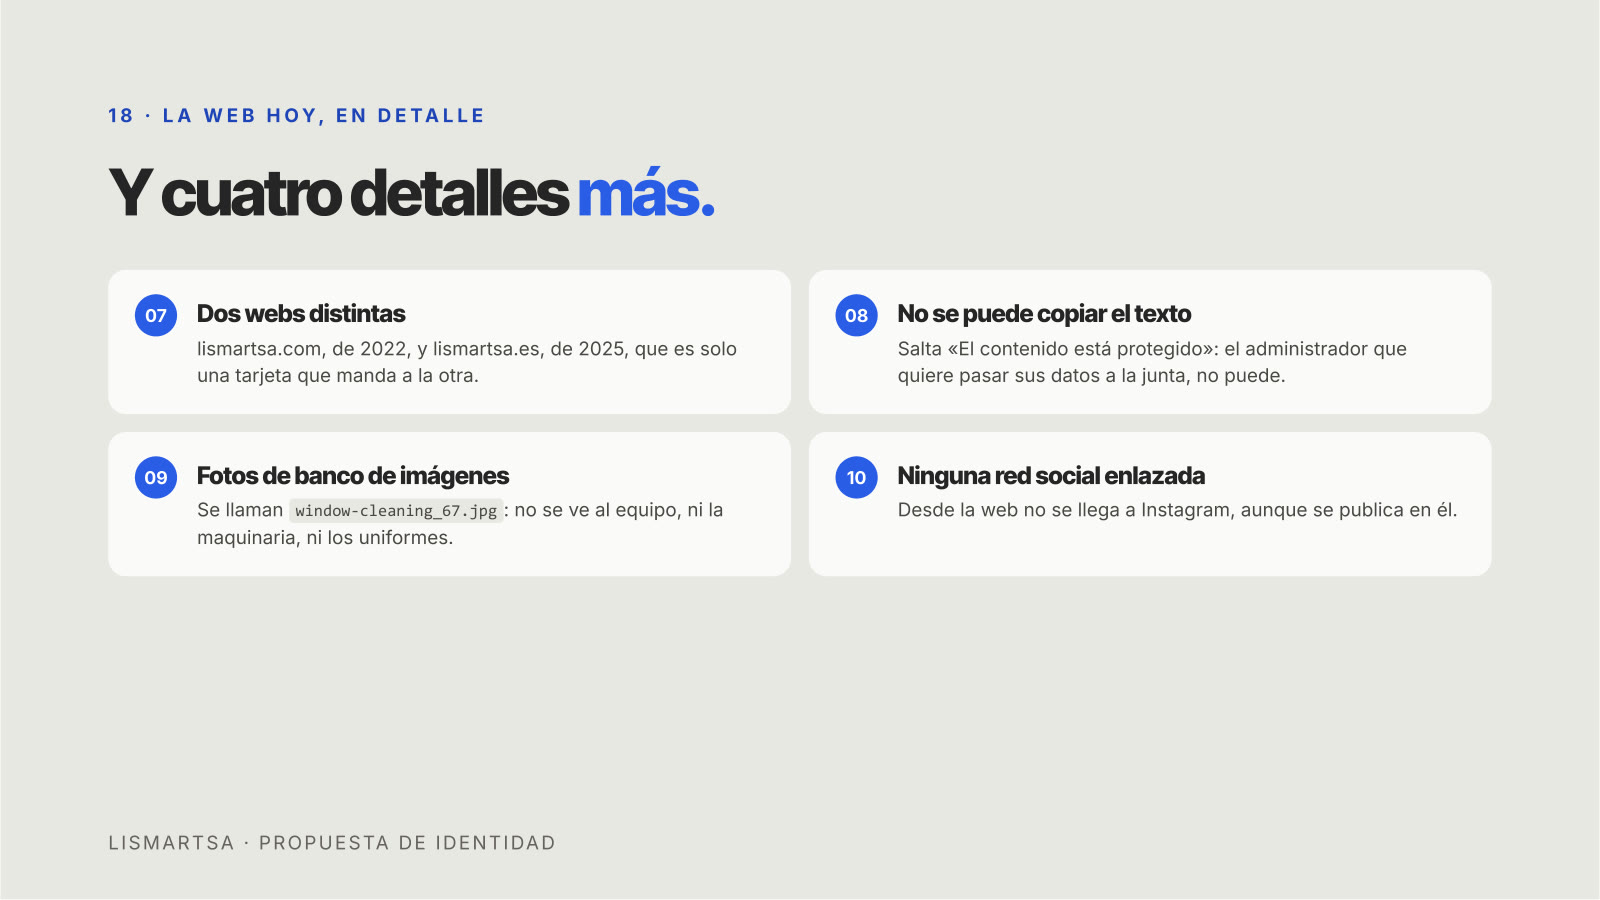 18 · LA WEB HOY, EN DETALLE
Y cuatro detalles más.
07
Dos webs distintas
lismartsa.com, de 2022, y lismartsa.es, de 2025, que es solo
una tarjeta que manda a la otra.
08
No se puede copiar el texto
Salta «El contenido está protegido»: el administrador que
quiere pasar sus datos a la junta, no puede.
09
Fotos de banco de imágenes
Se llaman window-cleaning_67.jpg: no se ve al equipo, ni la
maquinaria, ni los uniformes.
10
Ninguna red social enlazada
Desde la web no se llega a Instagram, aunque se publica en él.
LISMARTSA · PROPUESTA DE IDENTIDAD